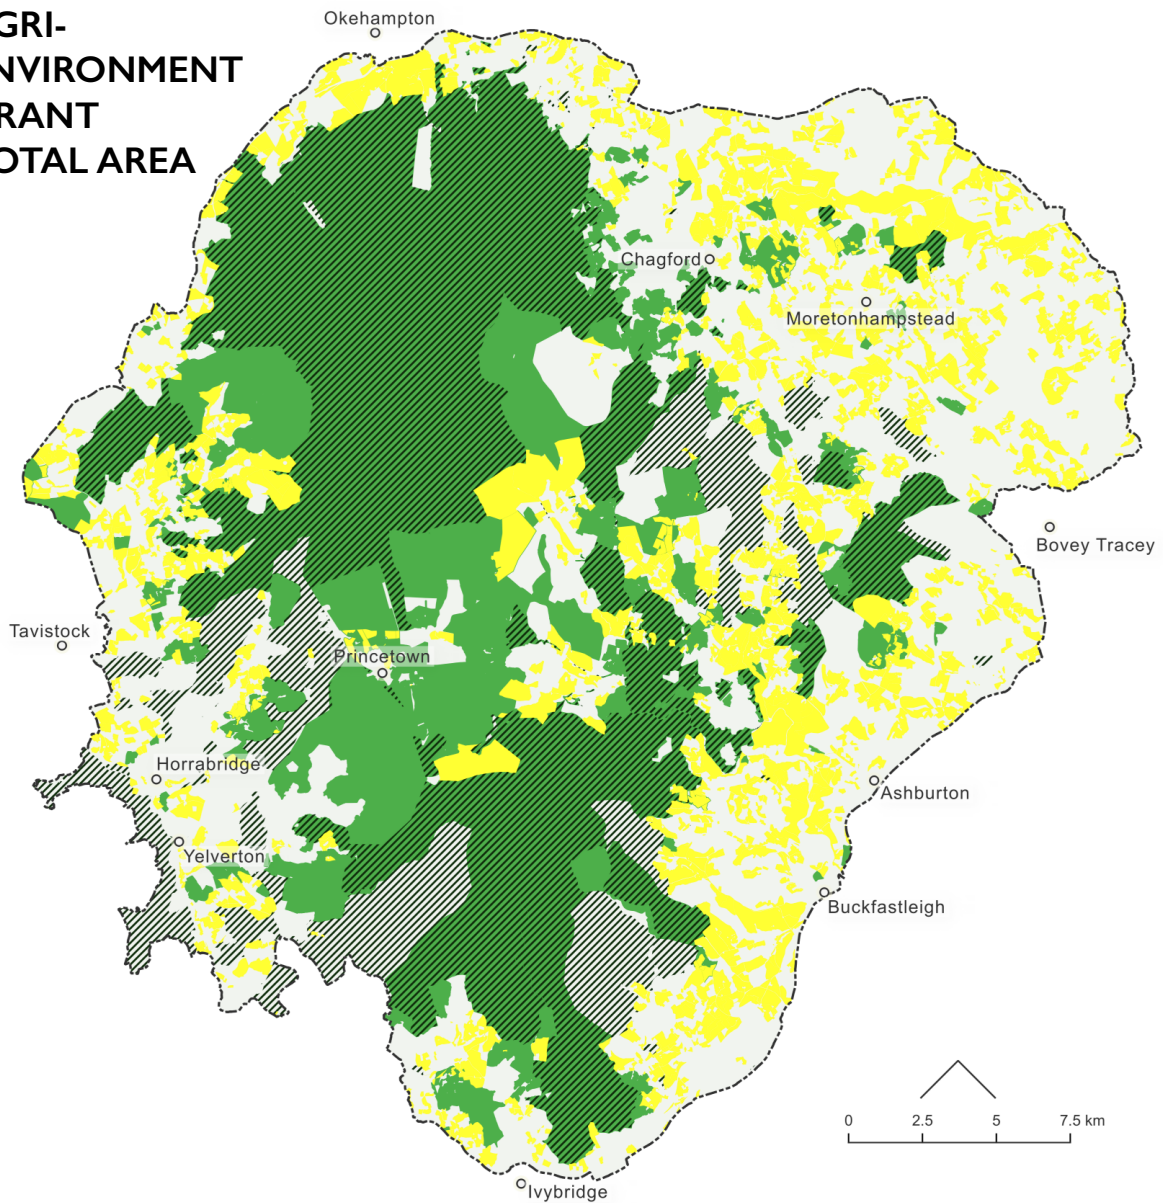 GRI-
NVIRONMENT
RANT
OTAL AREA
Okehampton
Chagford
Moretonhampstead
Bovey Tracey
Tavistock
Princetown
Horrabridge
Ashburton
Yelverton
Buckfastleigh
0 2.5 5 7.5 km
Ivybridge